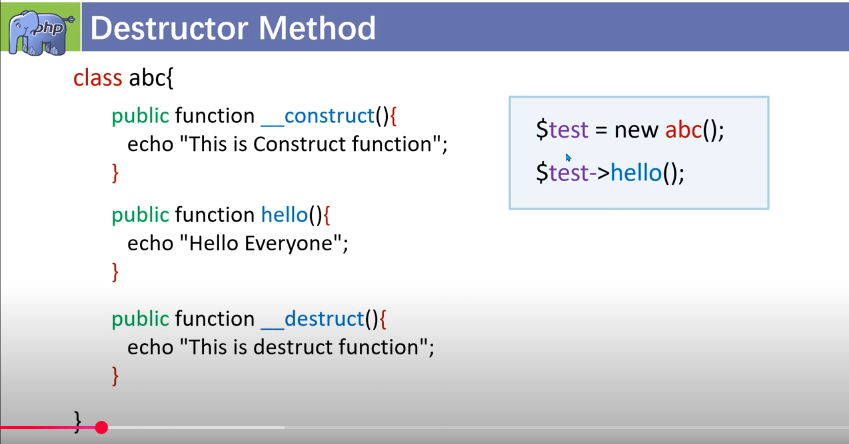 php
Destructor Method
class abc{
public function __construct(){
echo "This is Construct function";
}
public function hello(){
echo "Hello Everyone";
}
public function __destruct(){
echo "This is destruct function";
}
}
$test = new abc();
$test->hello();